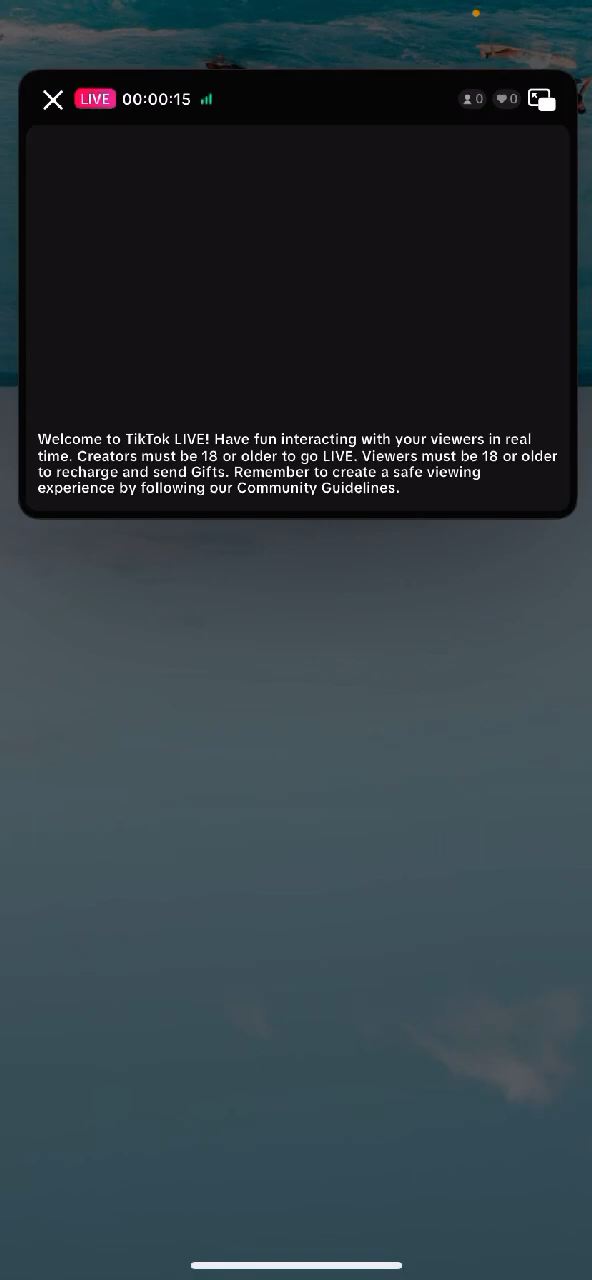 LIVE 00:00:15 0 0
Welcome to TikTok LIVE! Have fun interacting with your viewers in real
time. Creators must be 18 or older to go LIVE. Viewers must be 18 or older
to recharge and send Gifts. Remember to create a safe viewing
experience by following our Community Guidelines.